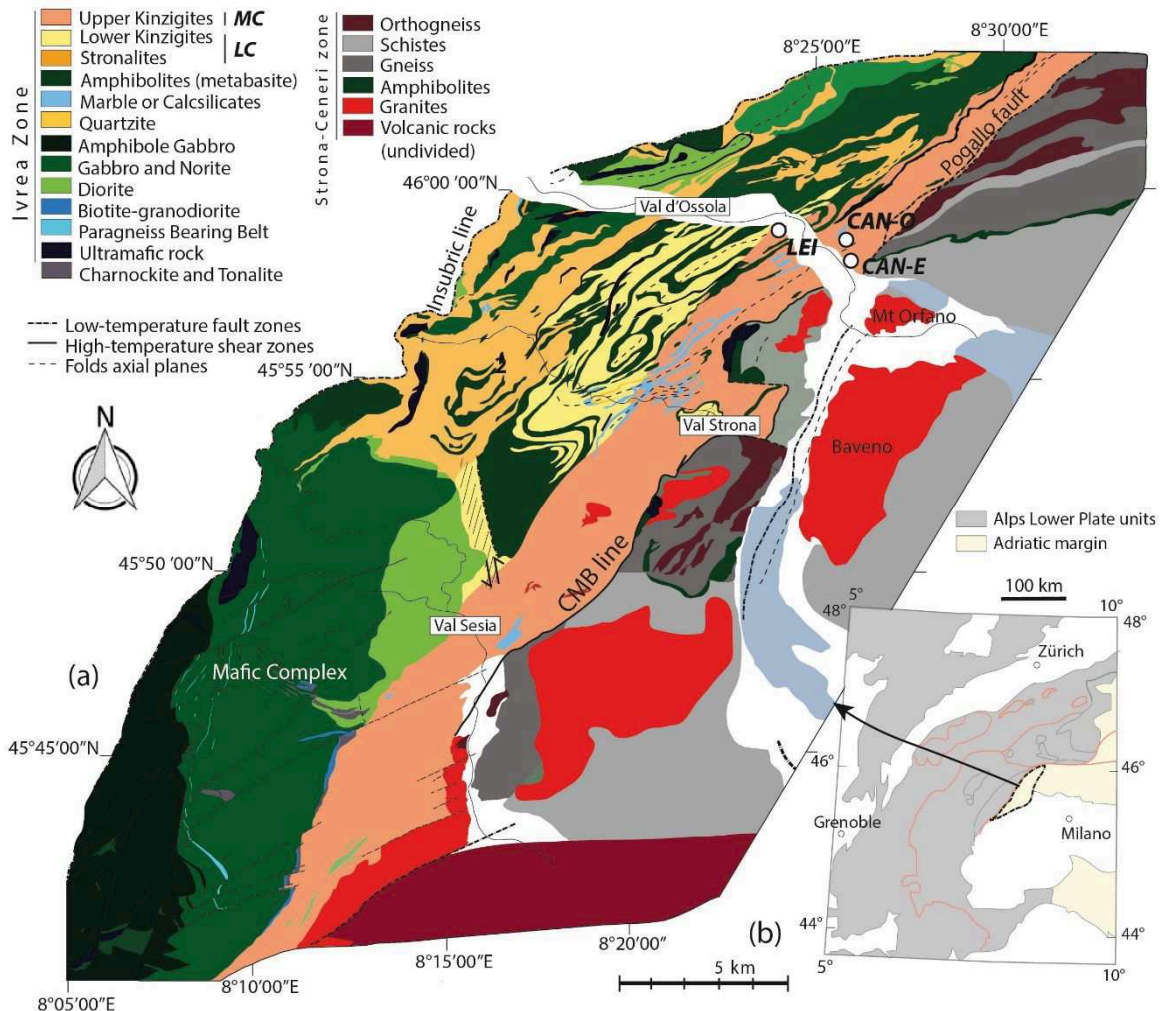 Ivrea Zone
Upper Kinzigites
MC
Lower Kinzigites
LC
Stronalites
Amphibolites (metabasite)
Marble or Calcsilicates
Quartzite
Amphibole Gabbro
Gabbro and Norite
Diorite
Biotite-granodiorite
Paragneiss Bearing Belt
Ultramafic rock
Charnockite and Tonalite
Strona-Ceneri zone
Orthogneiss
Schistes
Gneiss
Amphibolites
Granites
Volcanic rocks
(undivided)
Low-temperature fault zones
High-temperature shear zones
Folds axial planes
N
8°30'00"E
8°25'00"E
46°00 '00"N
45°55 '00"N
45°50 '00"N
45°45'00"N
8°05'00"E
8°10'00"E
8°15'00"E
8°20'00"
Insubric line
Val d'Ossola
Pogallo fault
CAN-O
LEI
CAN-E
Mt Orfano
2
Val Strona
Baveno
CMB line
Val Sesia
Mafic Complex
(a)
5 km
Alps Lower Plate units
Adriatic margin
100 km
5°
10°
48°
48°
Zürich
46°
46°
Grenoble
Milano
44°
44°
5°
10°
(b)